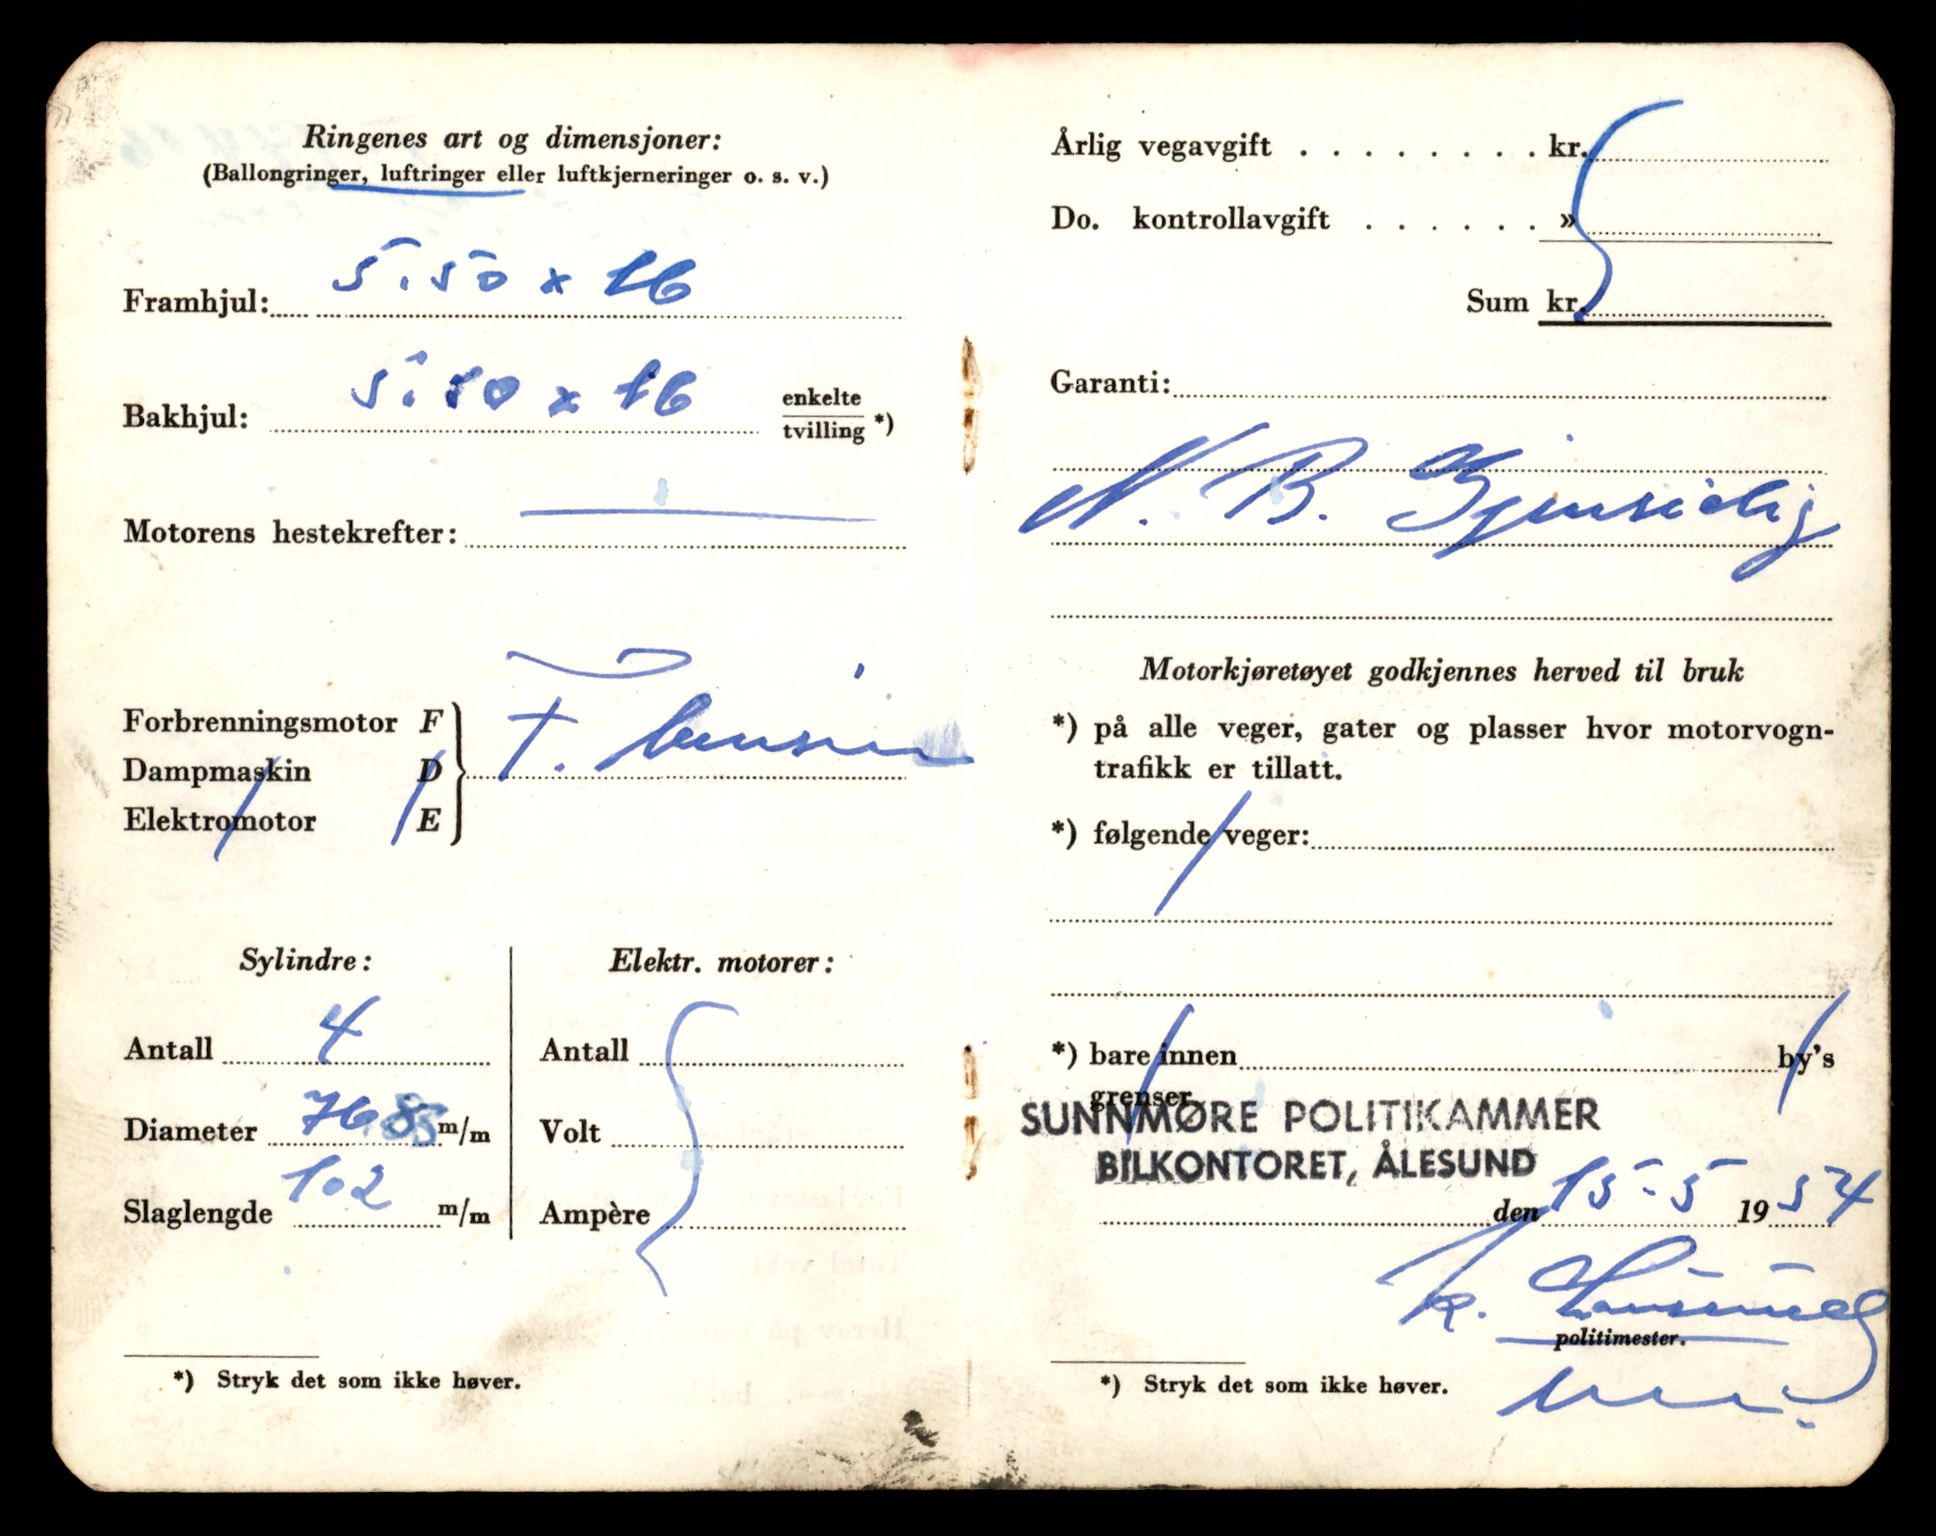 Ringenes art og dimensjoner:
(Ballongringer, luftringer eller luftkjerneringer o. s. v.)
Framhjul: 5.50 x 16
Bakhjul: 5.50 x 16 enkelte
tvilling *)
Motorens hestekrefter:
Forbrenningsmotor F
Dampmaskin D
Elektromotor E
F. bensin
Sylindre:
Antall 4
Diameter 76.85 m/m
Slaglengde 102 m/m
Elektr. motorer:
Antall
Volt
Ampère
*) Stryk det som ikke høver.
Årlig vegavgift . . . . . . . . kr.
Do. kontrollavgift . . . . . . »
Sum kr.
Garanti:
N. B. Gjensidig
Motorkjøretøyet godkjennes herved til bruk
*) på alle veger, gater og plasser hvor motorvogn-
trafikk er tillatt.
*) følgende veger:
*) bare innen by's
grenser.
SUNNMØRE POLITIKAMMER
BILKONTORET, ÅLESUND
den 15-5 1954
K.
politimester.
*) Stryk det som ikke høver.